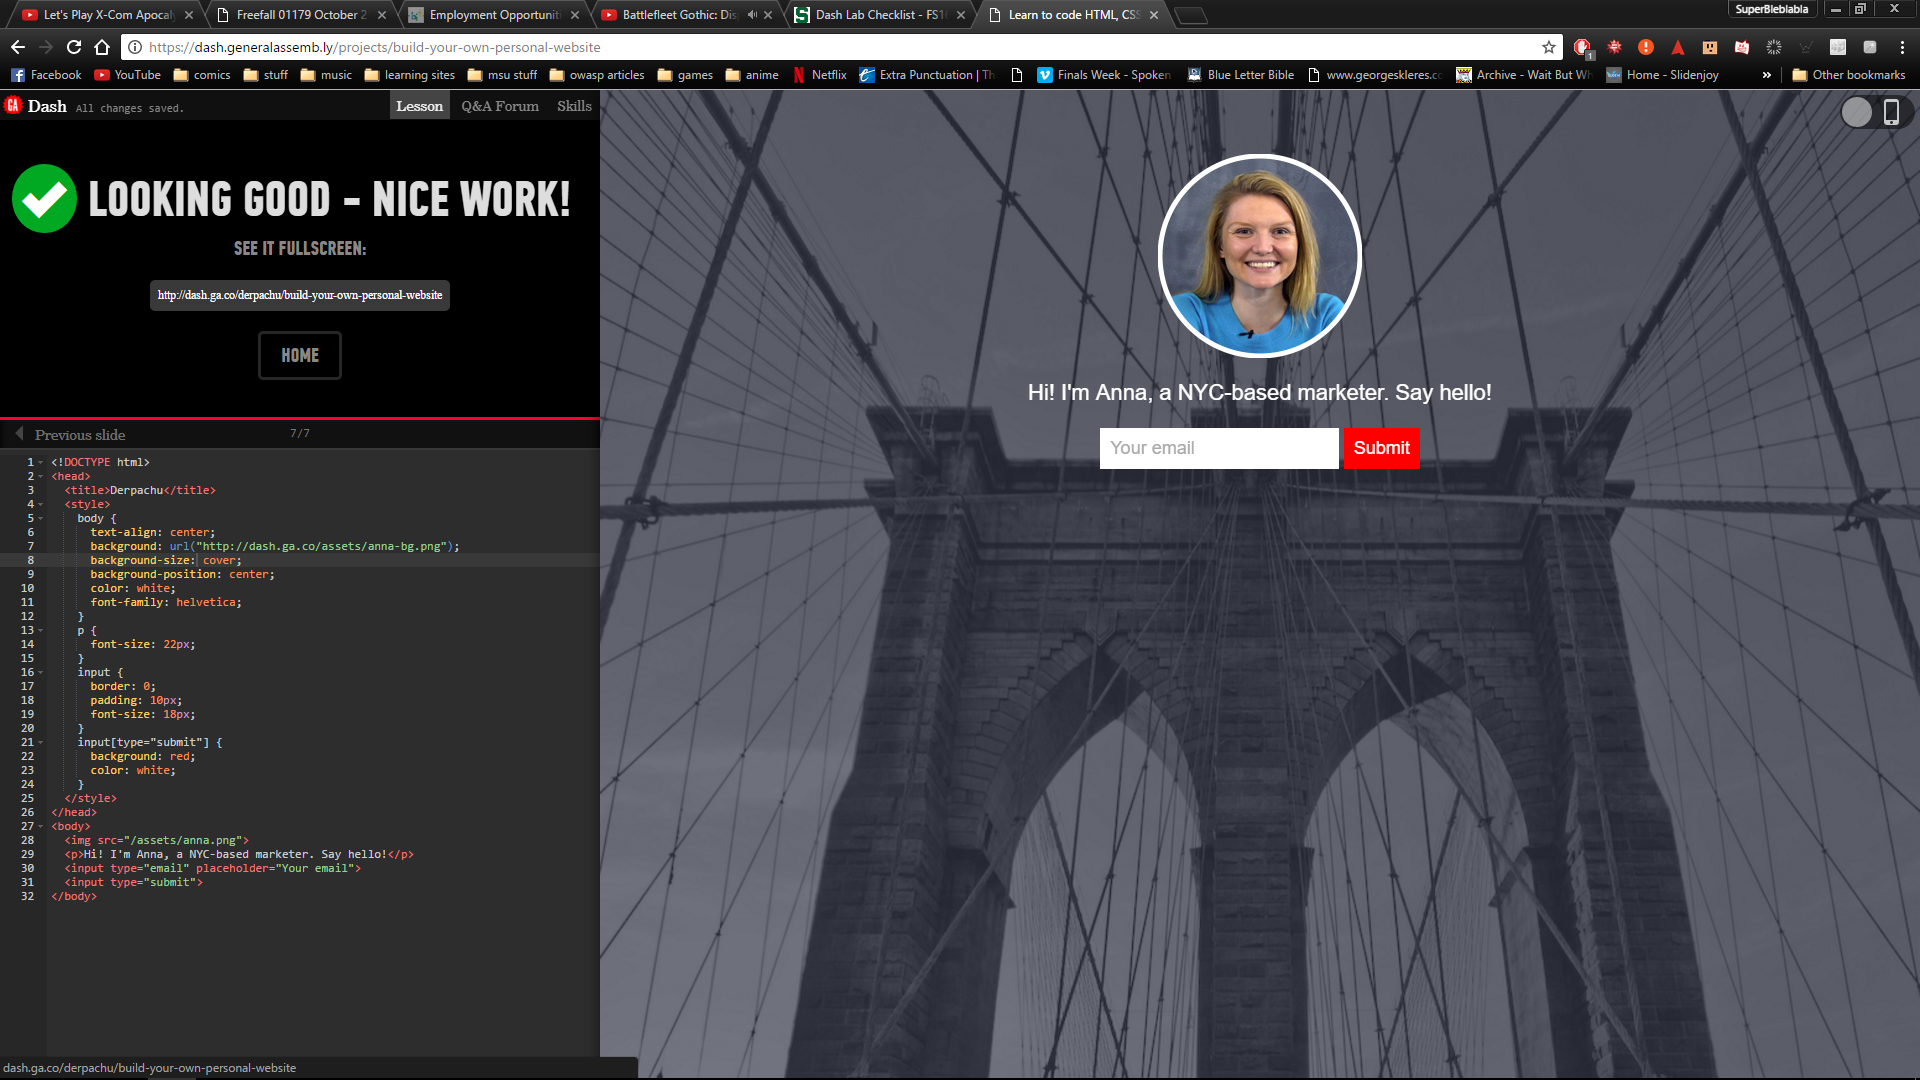 Let's Play X-Com Apocaly
Freefall 01179 October 2
Employment Opportuniti
Battlefleet Gothic: Dis
Dash Lab Checklist - FS1
Learn to code HTML, CSS
SuperBleblabla
https://dash.generalassemb.ly/projects/build-your-own-personal-website
1
Facebook
YouTube
comics
stuff
music
learning sites
msu stuff
owasp articles
games
anime
Netflix
Extra Punctuation | Th
Finals Week - Spoken
Blue Letter Bible
www.georgeskleres.cc
Archive - Wait But Wh
Home - Slidenjoy
»
Other bookmarks
GA
Dash
All changes saved.
Lesson
Q&A Forum
Skills
LOOKING GOOD - NICE WORK!
SEE IT FULLSCREEN:
http://dash.ga.co/derpachu/build-your-own-personal-website
HOME
Previous slide
7/7
1 <!DOCTYPE html>
2 <head>
3 <title>Derpachu</title>
4 <style>
5 body {
6 text-align: center;
7 background: url("http://dash.ga.co/assets/anna-bg.png");
8 background-size: cover;
9 background-position: center;
10 color: white;
11 font-family: helvetica;
12 }
13 p {
14 font-size: 22px;
15 }
16 input {
17 border: 0;
18 padding: 10px;
19 font-size: 18px;
20 }
21 input[type="submit"] {
22 background: red;
23 color: white;
24 }
25 </style>
26 </head>
27 <body>
28 <img src="/assets/anna.png">
29 <p>Hi! I'm Anna, a NYC-based marketer. Say hello!</p>
30 <input type="email" placeholder="Your email">
31 <input type="submit">
32 </body>
dash.ga.co/derpachu/build-your-own-personal-website
Hi! I'm Anna, a NYC-based marketer. Say hello!
Your email
Submit